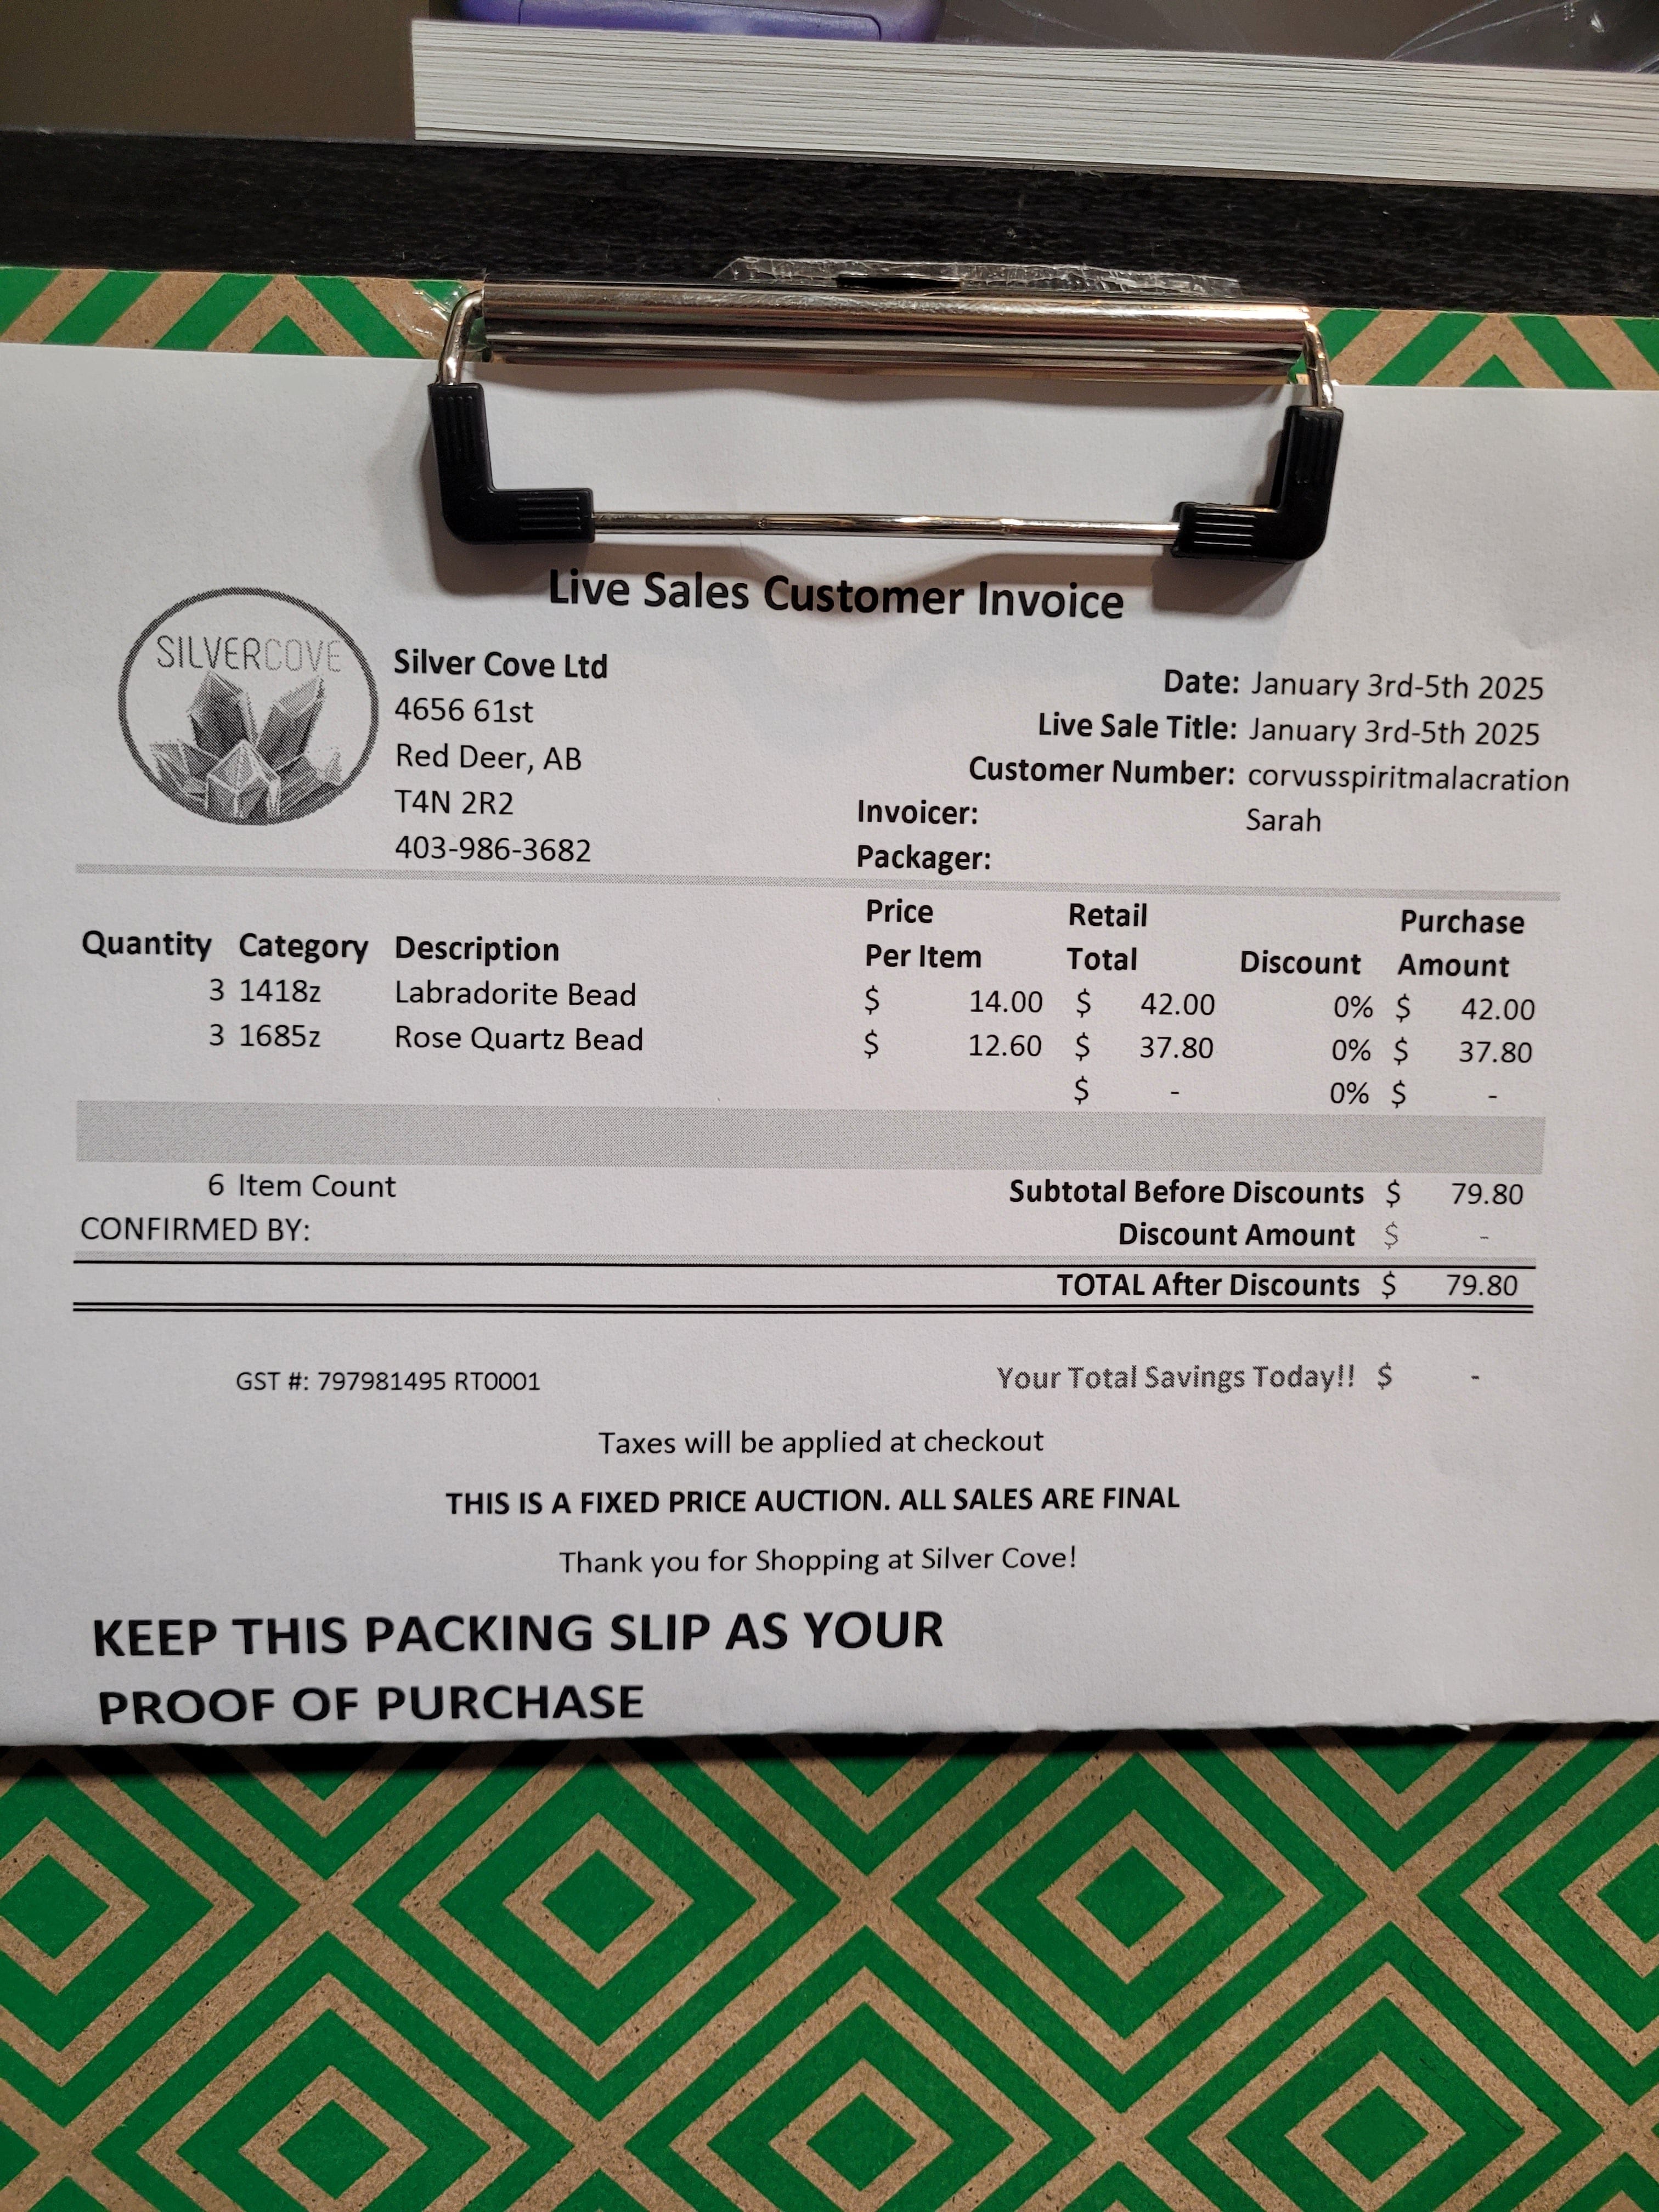 Live Sales Customer Invoice
SILVERCOVE
Silver Cove Ltd
4656 61st
Red Deer, AB
T4N 2R2
403-986-3682
Date: January 3rd-5th 2025
Live Sale Title: January 3rd-5th 2025
Customer Number: corvusspiritmalacration
Invoicer: Sarah
Packager:
Quantity Category Description Price Per Item Retail Total Discount Purchase Amount
3 1418z Labradorite Bead $ 14.00 $ 42.00 0% $ 42.00
3 1685z Rose Quartz Bead $ 12.60 $ 37.80 0% $ 37.80
$ - 0% $ -
6 Item Count Subtotal Before Discounts $ 79.80
CONFIRMED BY: Discount Amount $ -
TOTAL After Discounts $ 79.80
GST #: 797981495 RT0001 Your Total Savings Today!! $ -
Taxes will be applied at checkout
THIS IS A FIXED PRICE AUCTION. ALL SALES ARE FINAL
Thank you for Shopping at Silver Cove!
KEEP THIS PACKING SLIP AS YOUR
PROOF OF PURCHASE